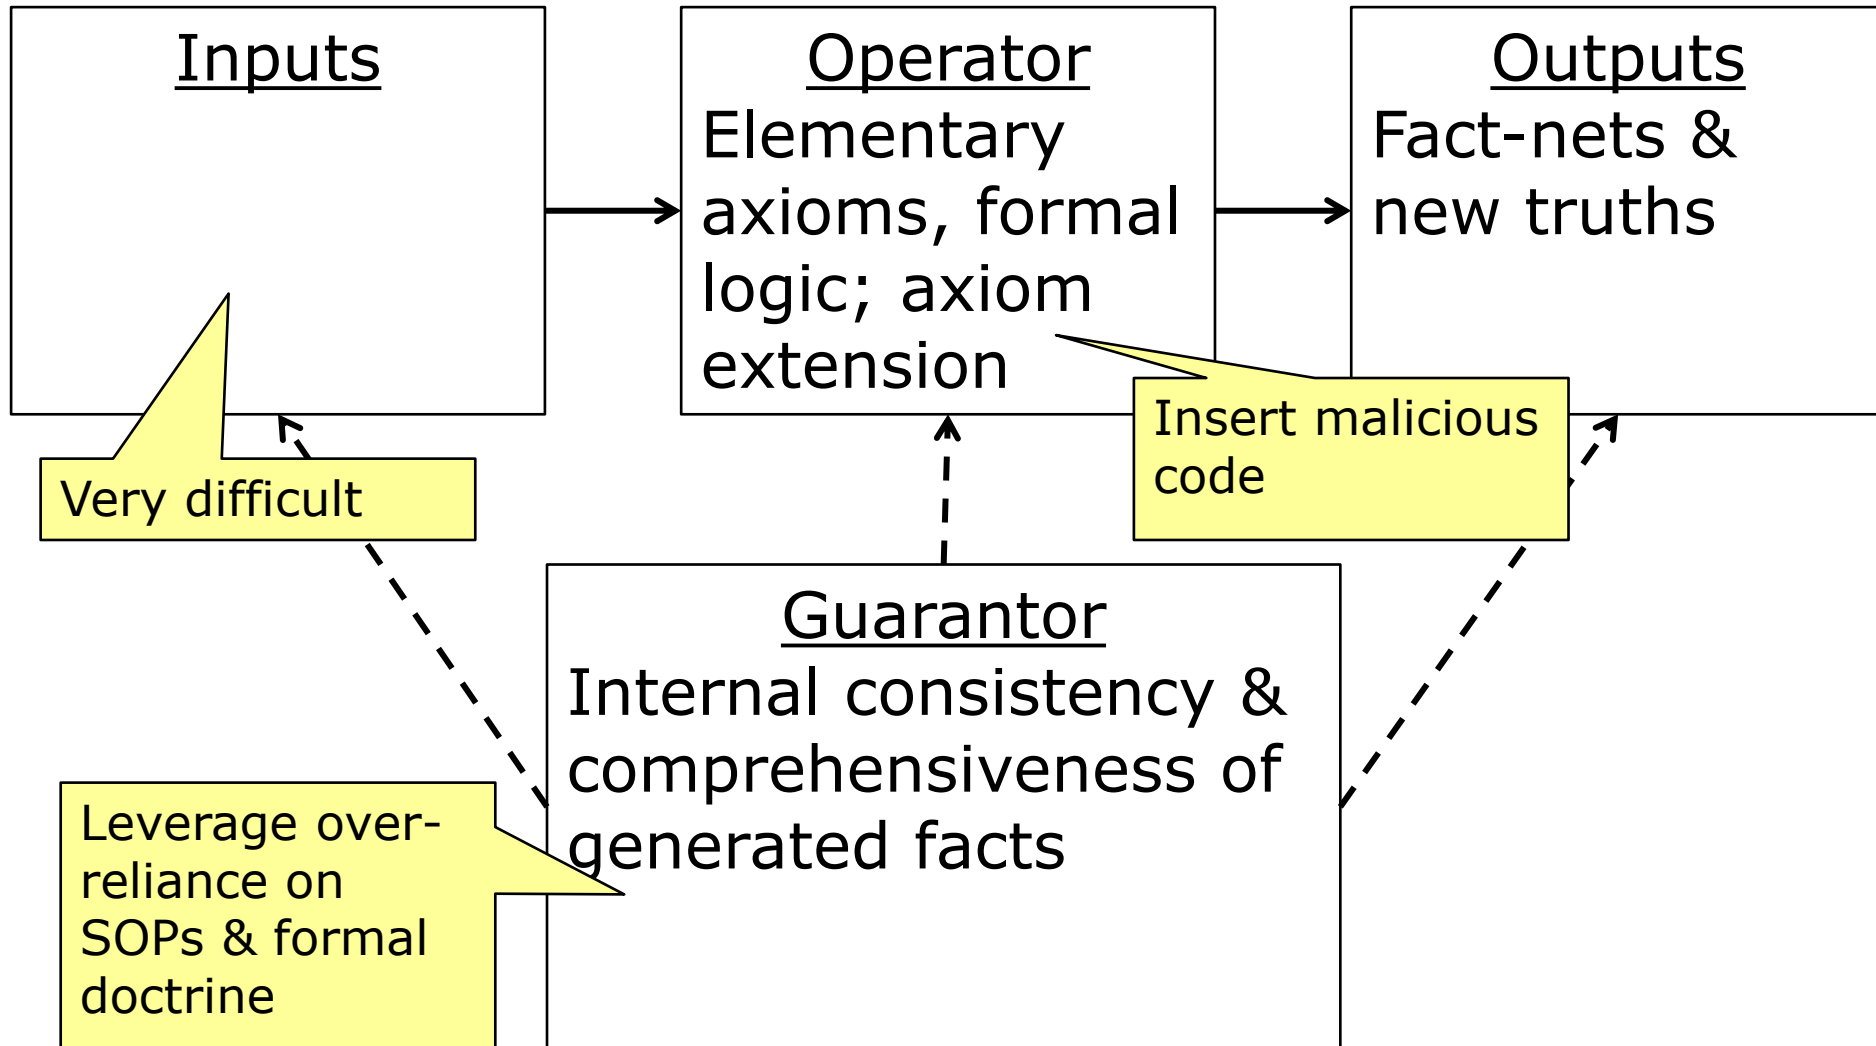 Inputs
Operator
Elementary
axioms, formal
logic; axiom
extension
Outputs
Fact-nets &
new truths
Very difficult
Insert malicious
code
Guarantor
Internal consistency &
comprehensiveness of
generated facts
Leverage over-
reliance on
SOPs & formal
doctrine